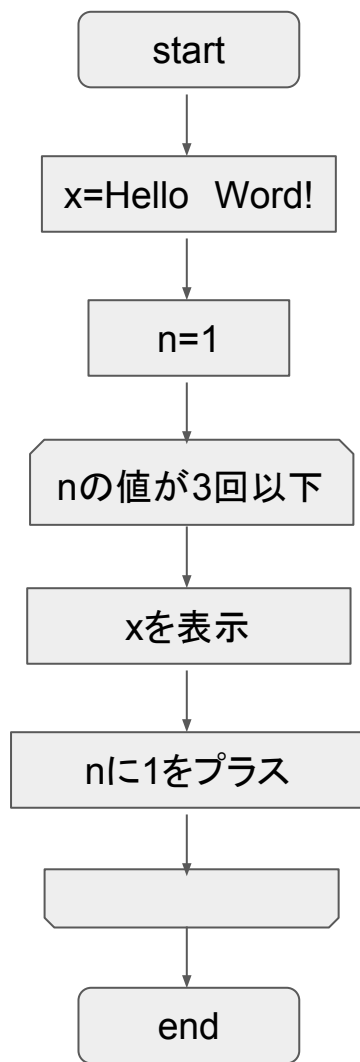 start
x=Hello　Word!
n=1
nの値が3回以下
xを表示
nに1をプラス
end